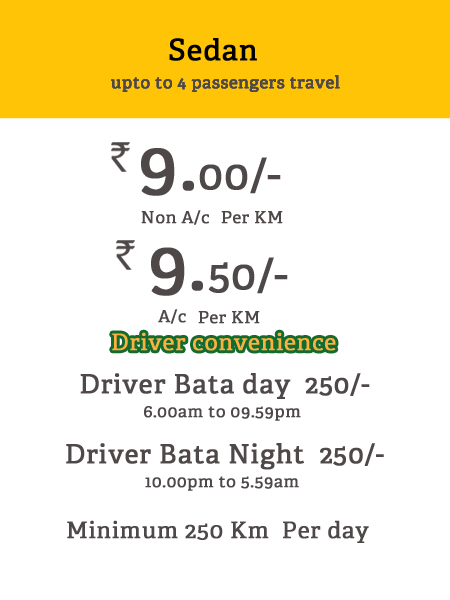 Sedan
upto to 4 passengers travel
₹ 9.00/-
Non A/c Per KM
₹ 9.50/-
A/c Per KM
Driver convenience
Driver Bata day 250/-
6.00am to 09.59pm
Driver Bata Night 250/-
10.00pm to 5.59am
Minimum 250 Km Per day